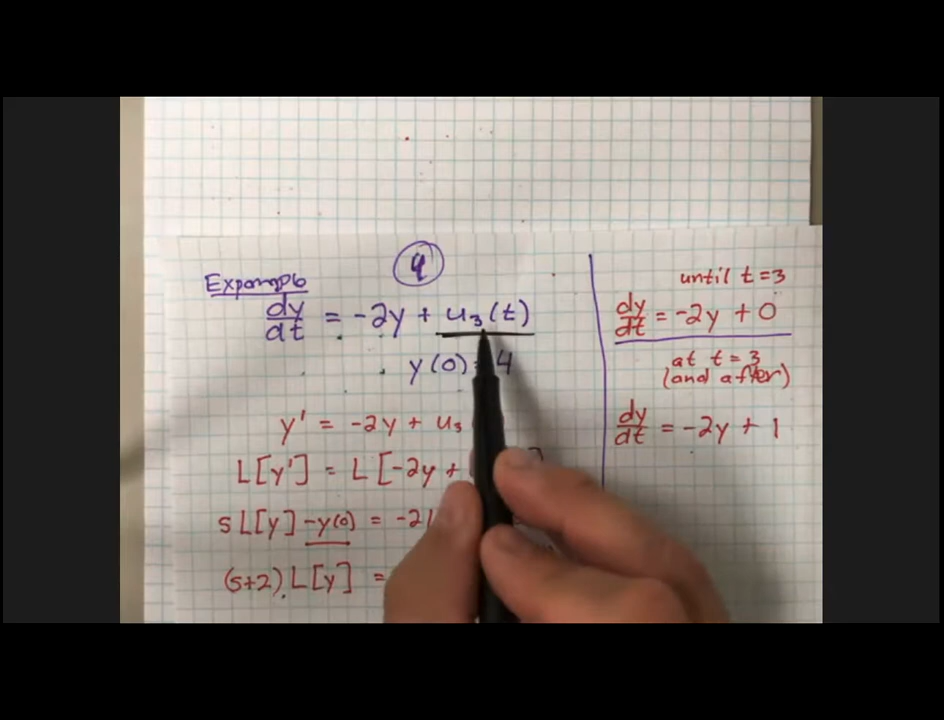 4
Example
dy/dt = -2y + u₃(t)
y(0) = 4
y' = -2y + u₃
L[y'] = L[-2y +
sL[y] -y(0) = -2
(s+2) L[y] =
until t=3
dy/dt = -2y + 0
at t=3
(and after)
dy/dt = -2y + 1